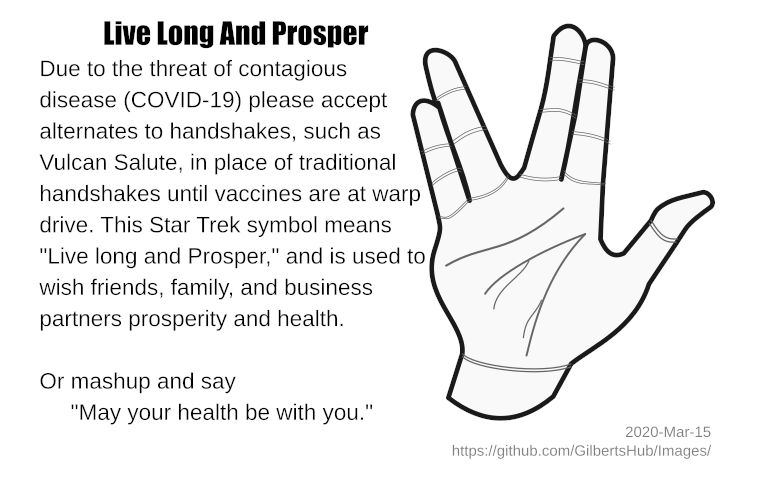 Live Long And Prosper
Due to the threat of contagious
disease (COVID-19) please accept
alternates to handshakes, such as
Vulcan Salute, in place of traditional
handshakes until vaccines are at warp
drive. This Star Trek symbol means
"Live long and Prosper," and is used to
wish friends, family, and business
partners prosperity and health.
Or mashup and say
"May your health be with you."
2020-Mar-15
https://github.com/GilbertsHub/Images/